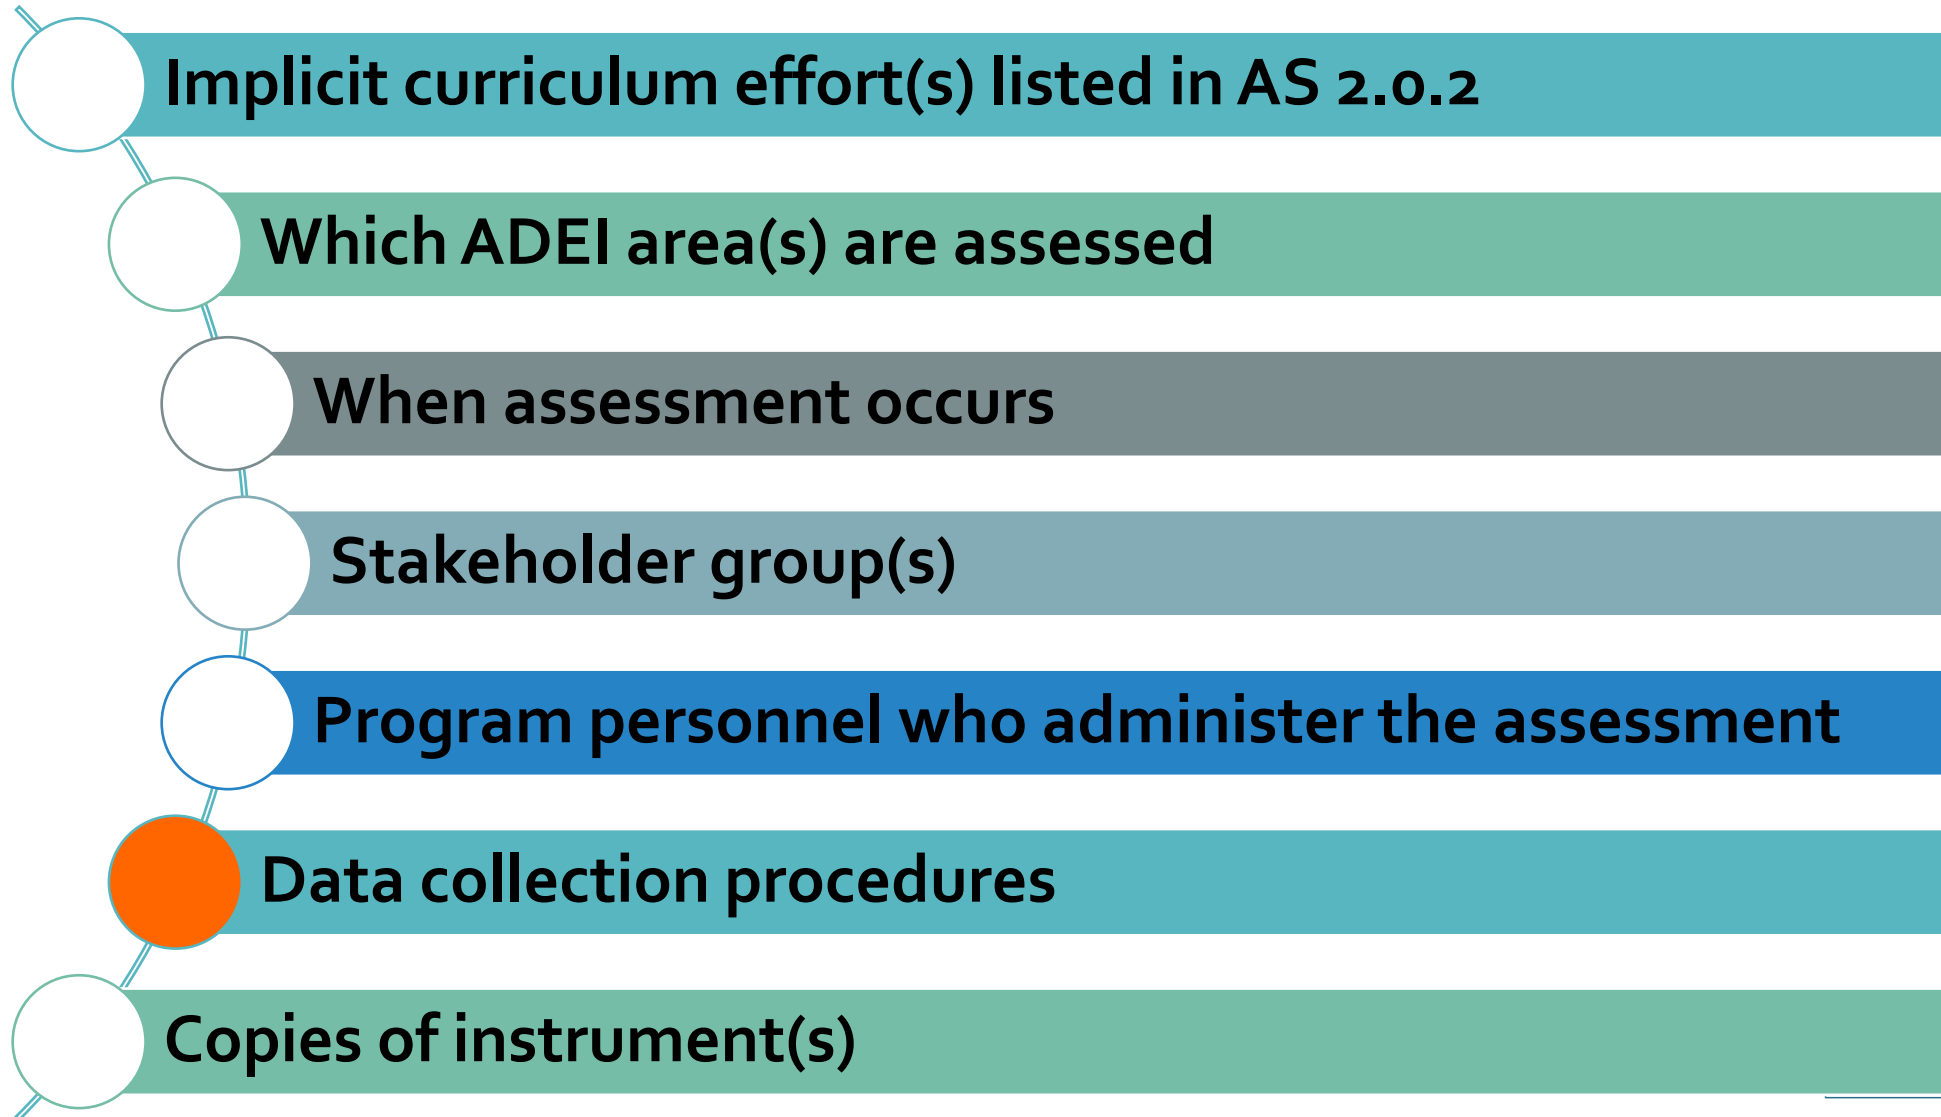 Implicit curriculum effort(s) listed in AS 2.0.2
Which ADEI area(s) are assessed
When assessment occurs
Stakeholder group(s)
Program personnel who administer the assessment
Data collection procedures
Copies of instrument(s)